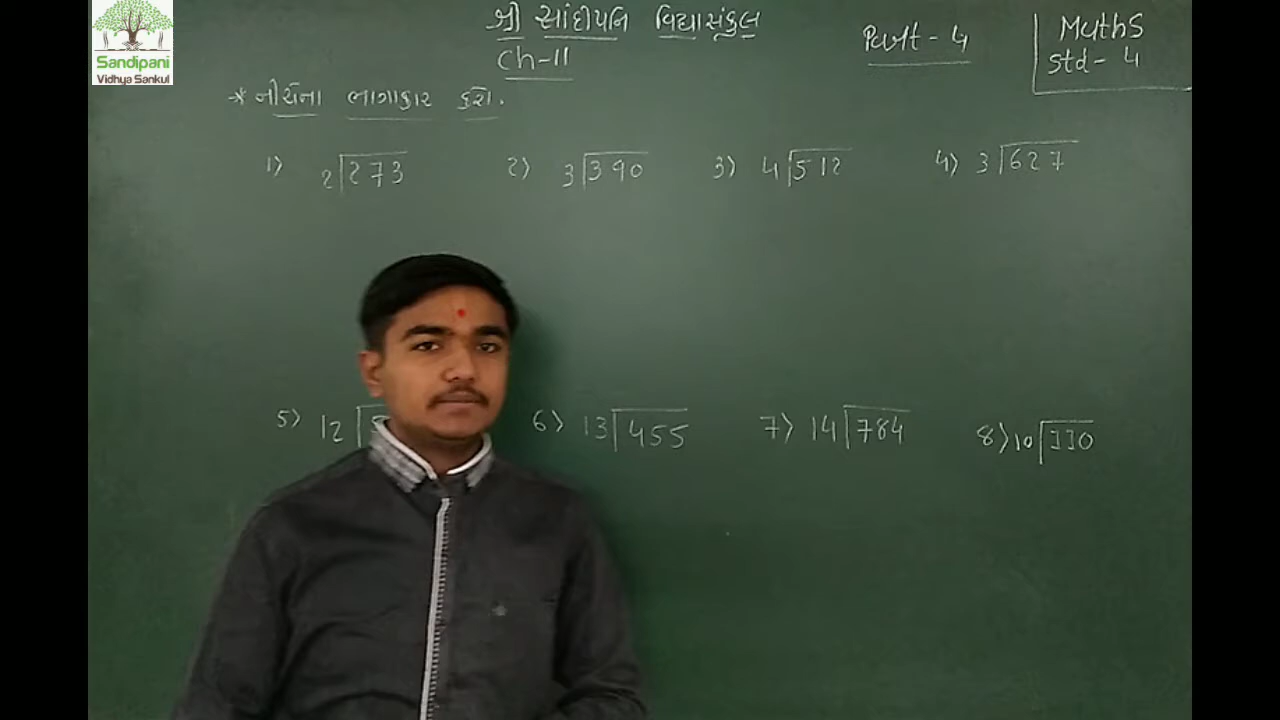 Sandipani
Vidhya Sankul
શ્રી સાંદીપનિ વિદ્યાસંકુલ
Ch-11
Part - 4
Maths
Std - 4
* નીચેના ભાગાકાર કરો.
1) 2⟌273
2) 3⟌390
3) 4⟌512
4) 3⟌627
5) 12⟌
6) 13⟌455
7) 14⟌784
8) 10⟌330